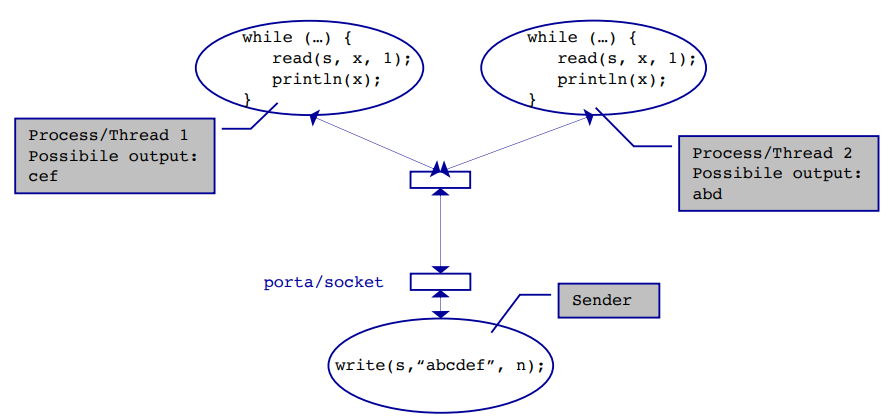 while (…) {
read(s, x, 1);
println(x);
}
while (…) {
read(s, x, 1);
println(x);
}
Process/Thread 1
Possibile output:
cef
Process/Thread 2
Possibile output:
abd
porta/socket
Sender
write(s,“abcdef”, n);